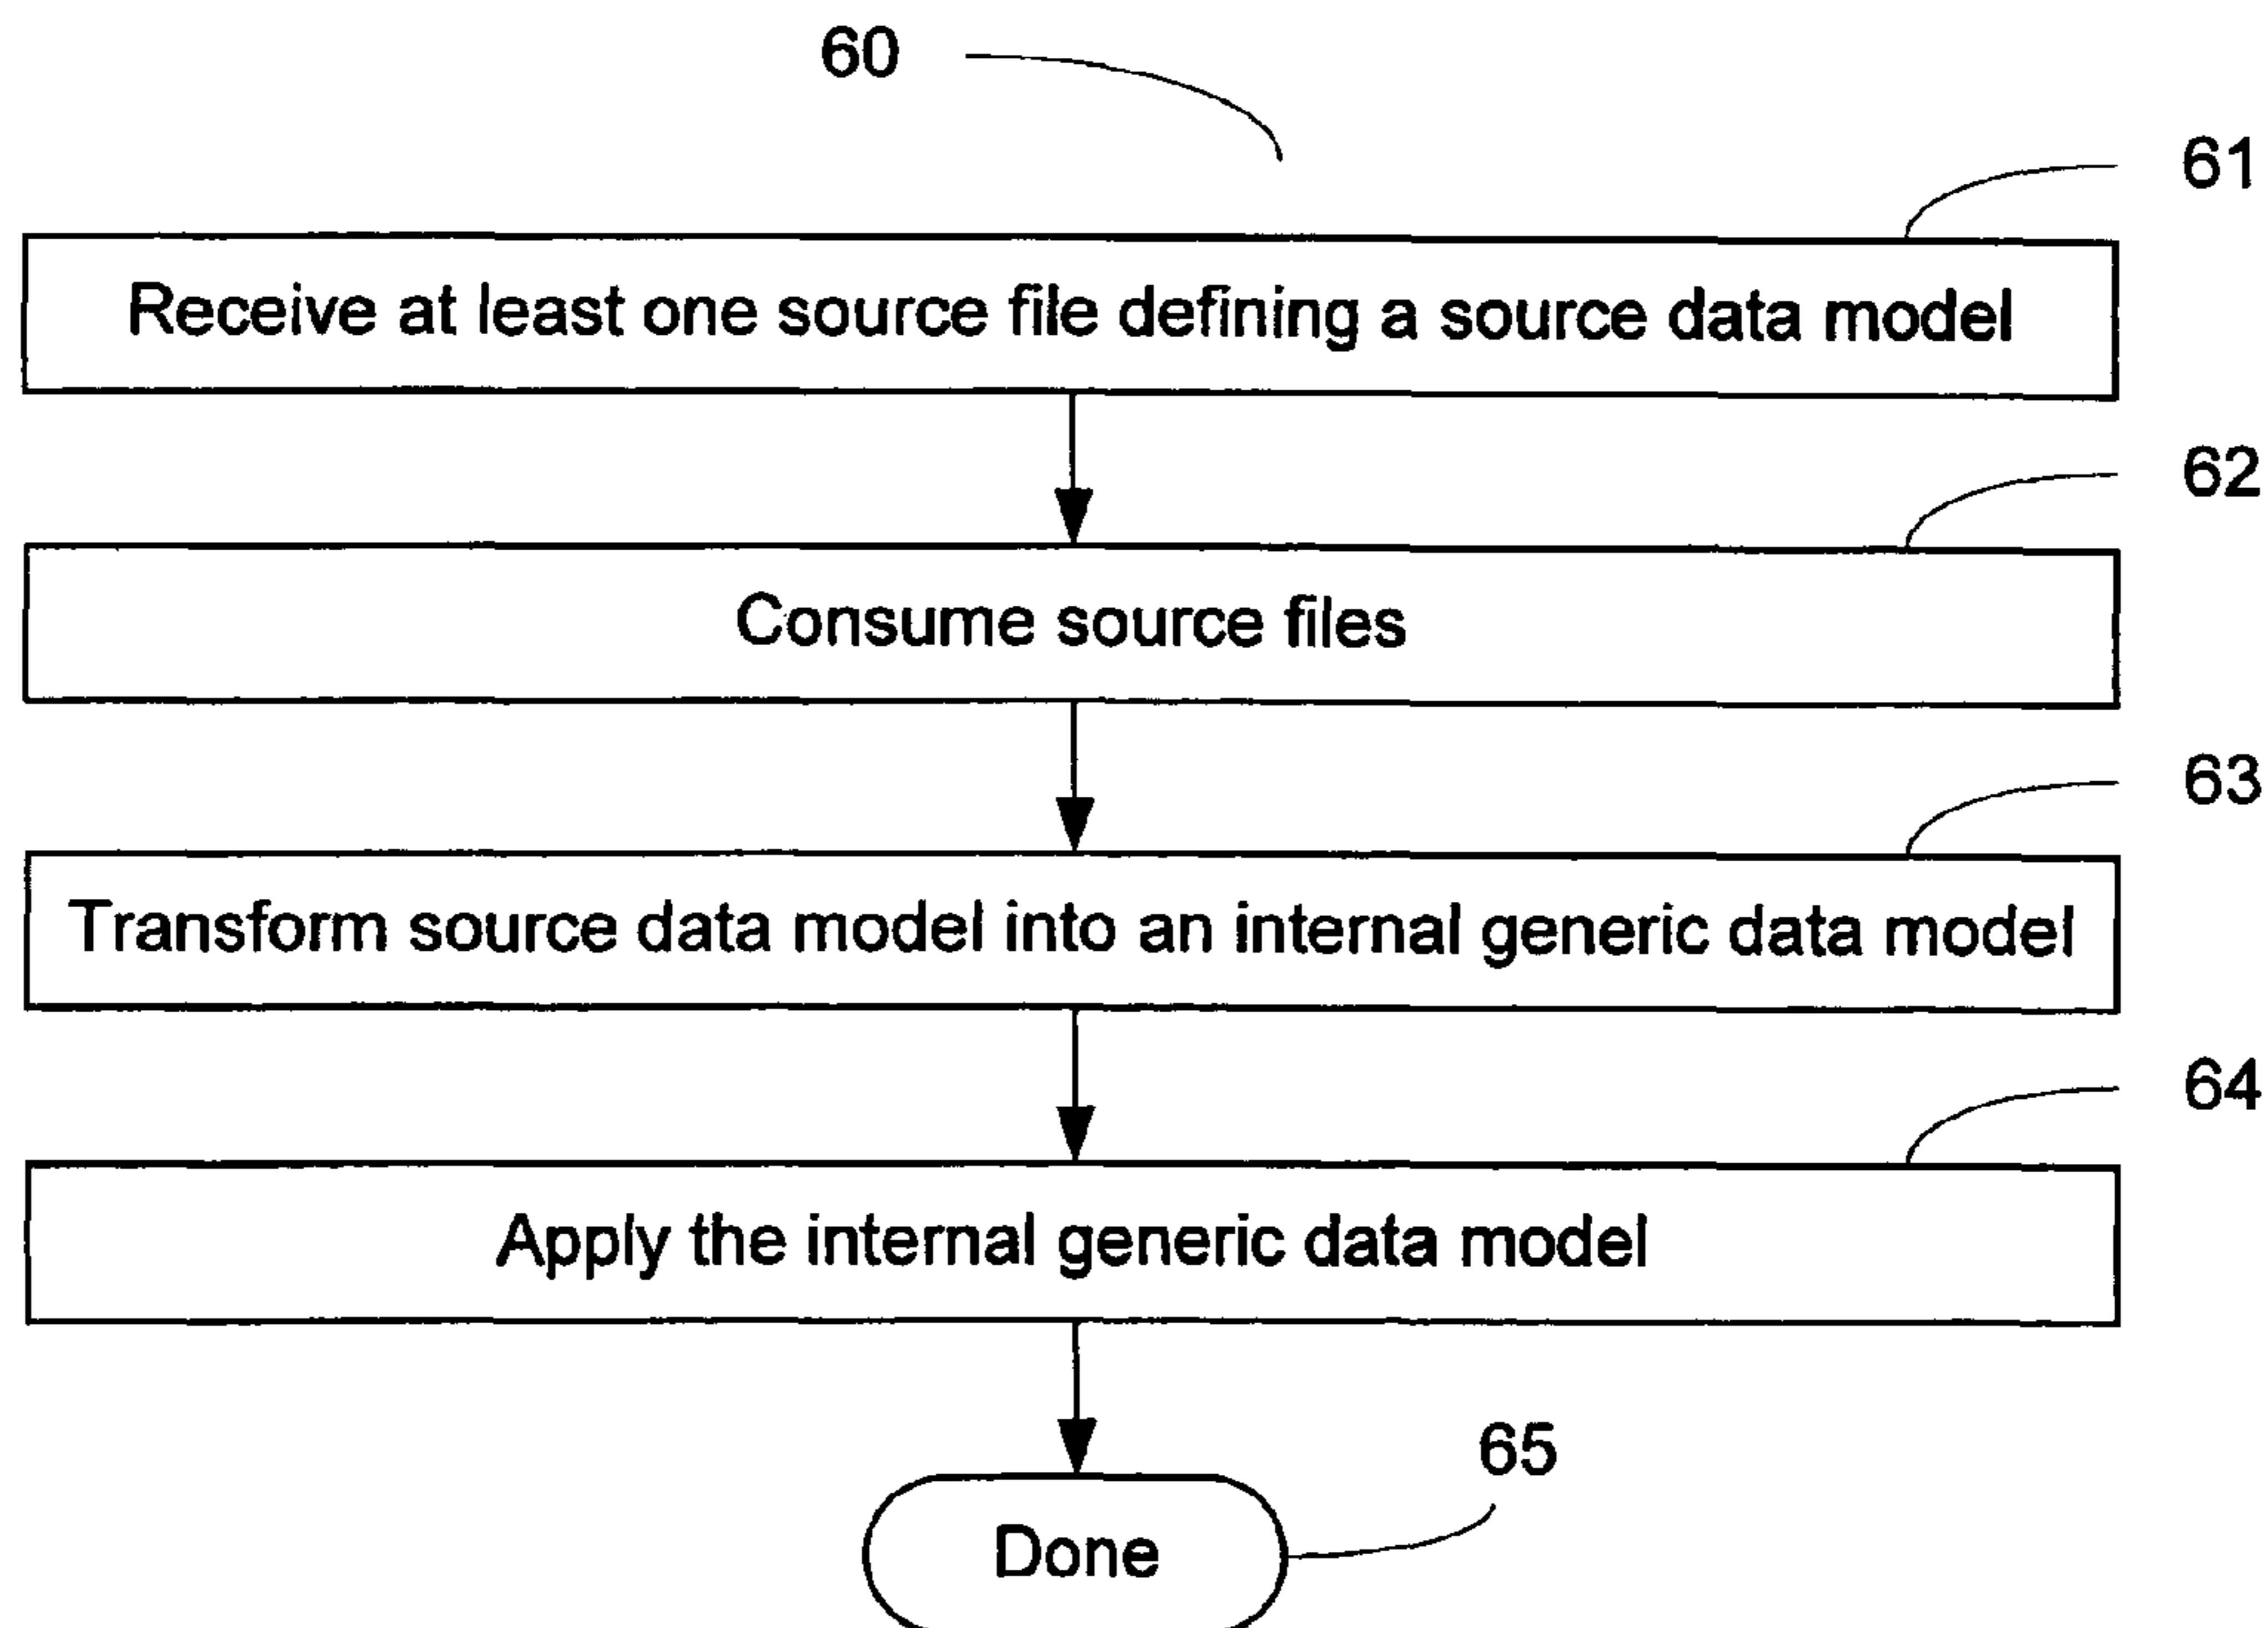 60
61
Receive at least one source file defining a source data model
62
Consume source files
63
Transform source data model into an internal generic data model
64
Apply the internal generic data model
65
Done